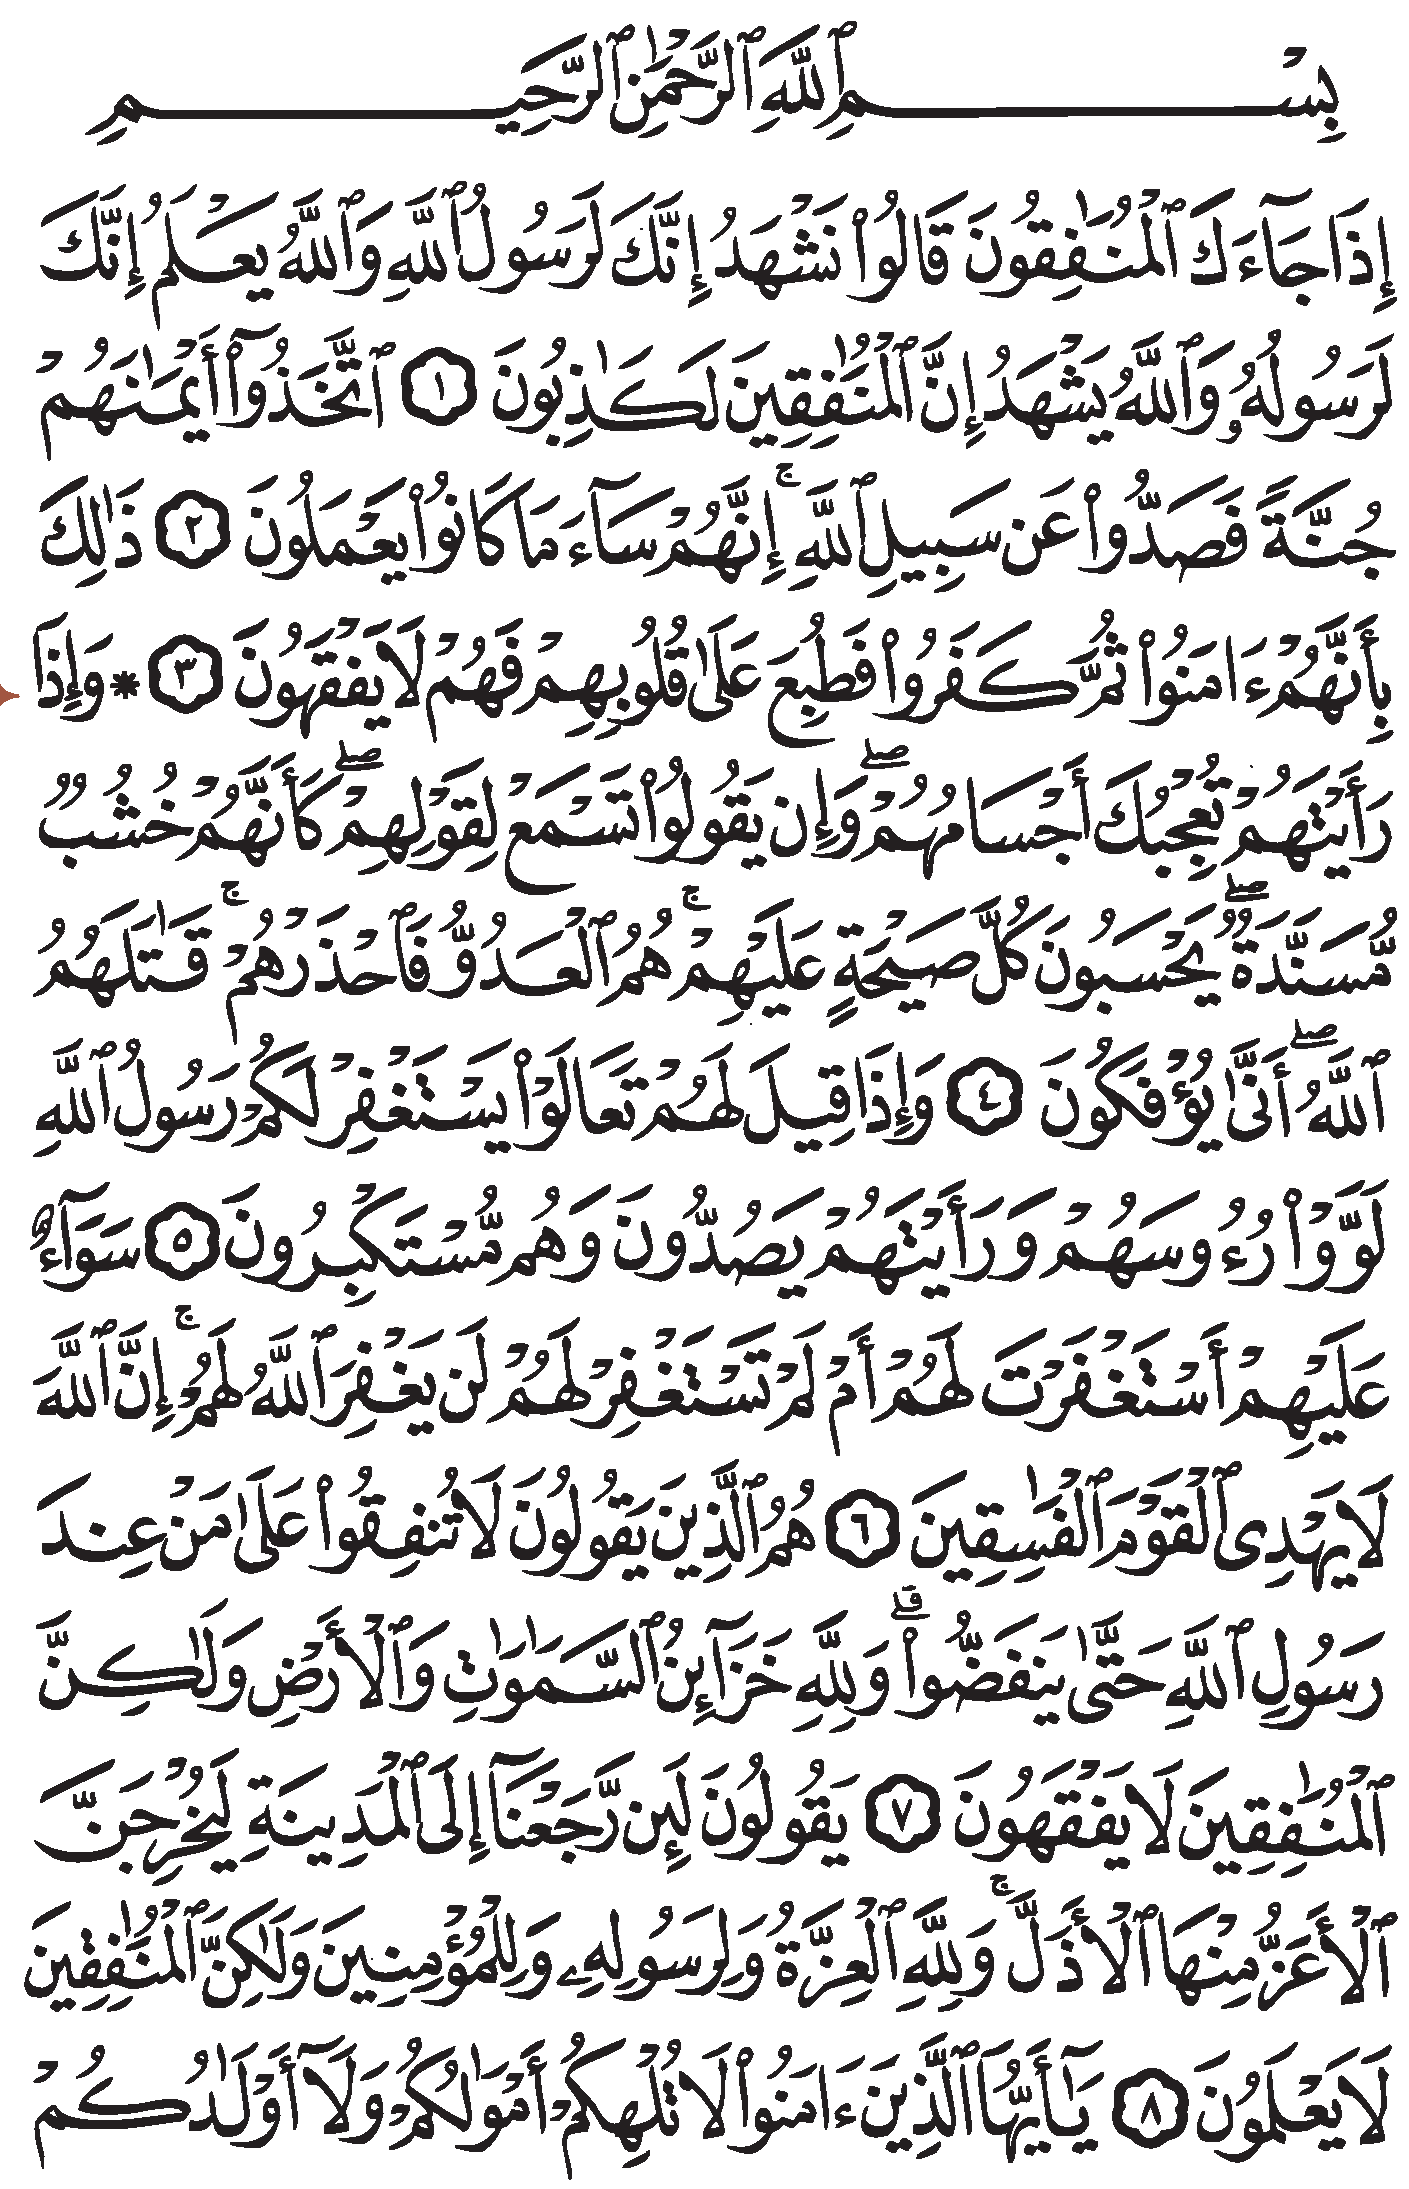 بِسْمِ ٱللَّهِ ٱلرَّحْمَٰنِ ٱلرَّحِيمِ
إِذَا جَآءَكَ ٱلْمُنَٰفِقُونَ قَالُوا۟ نَشْهَدُ إِنَّكَ لَرَسُولُ ٱللَّهِ وَٱللَّهُ يَعْلَمُ إِنَّكَ
لَرَسُولُهُۥ وَٱللَّهُ يَشْهَدُ إِنَّ ٱلْمُنَٰفِقِينَ لَكَٰذِبُونَ ١ ٱتَّخَذُوٓا۟ أَيْمَٰنَهُمْ
جُنَّةً فَصَدُّوا۟ عَن سَبِيلِ ٱللَّهِ ۚ إِنَّهُمْ سَآءَ مَا كَانُوا۟ يَعْمَلُونَ ٢ ذَٰلِكَ
بِأَنَّهُمْ ءَامَنُوا۟ ثُمَّ كَفَرُوا۟ فَطُبِعَ عَلَىٰ قُلُوبِهِمْ فَهُمْ لَا يَفْقَهُونَ ٣ * وَإِذَا
رَأَيْتَهُمْ تُعْجِبُكَ أَجْسَامُهُمْ ۖ وَإِن يَقُولُوا۟ تَسْمَعْ لِقَوْلِهِمْ ۖ كَأَنَّهُمْ خُشُبٌ
مُّسَنَّدَةٌ ۖ يَحْسَبُونَ كُلَّ صَيْحَةٍ عَلَيْهِمْ ۚ هُمُ ٱلْعَدُوُّ فَٱحْذَرْهُمْ ۚ قَٰتَلَهُمُ
ٱللَّهُ ۖ أَنَّىٰ يُؤْفَكُونَ ٤ وَإِذَا قِيلَ لَهُمْ تَعَالَوْا۟ يَسْتَغْفِرْ لَكُمْ رَسُولُ ٱللَّهِ
لَوَّوْا۟ رُءُوسَهُمْ وَرَأَيْتَهُمْ يَصُدُّونَ وَهُم مُّسْتَكْبِرُونَ ٥ سَوَآءٌ
عَلَيْهِمْ أَسْتَغْفَرْتَ لَهُمْ أَمْ لَمْ تَسْتَغْفِرْ لَهُمْ لَن يَغْفِرَ ٱللَّهُ لَهُمْ ۚ إِنَّ ٱللَّهَ
لَا يَهْدِى ٱلْقَوْمَ ٱلْفَٰسِقِينَ ٦ هُمُ ٱلَّذِينَ يَقُولُونَ لَا تُنفِقُوا۟ عَلَىٰ مَنْ عِندَ
رَسُولِ ٱللَّهِ حَتَّىٰ يَنفَضُّوا۟ ۗ وَلِلَّهِ خَزَآئِنُ ٱلسَّمَٰوَٰتِ وَٱلْأَرْضِ وَلَٰكِنَّ
ٱلْمُنَٰفِقِينَ لَا يَفْقَهُونَ ٧ يَقُولُونَ لَئِن رَّجَعْنَآ إِلَى ٱلْمَدِينَةِ لَيُخْرِجَنَّ
ٱلْأَعَزُّ مِنْهَا ٱلْأَذَلَّ ۚ وَلِلَّهِ ٱلْعِزَّةُ وَلِرَسُولِهِۦ وَلِلْمُؤْمِنِينَ وَلَٰكِنَّ ٱلْمُنَٰفِقِينَ
لَا يَعْلَمُونَ ٨ يَٰٓأَيُّهَا ٱلَّذِينَ ءَامَنُوا۟ لَا تُلْهِكُمْ أَمْوَٰلُكُمْ وَلَآ أَوْلَٰدُكُمْ